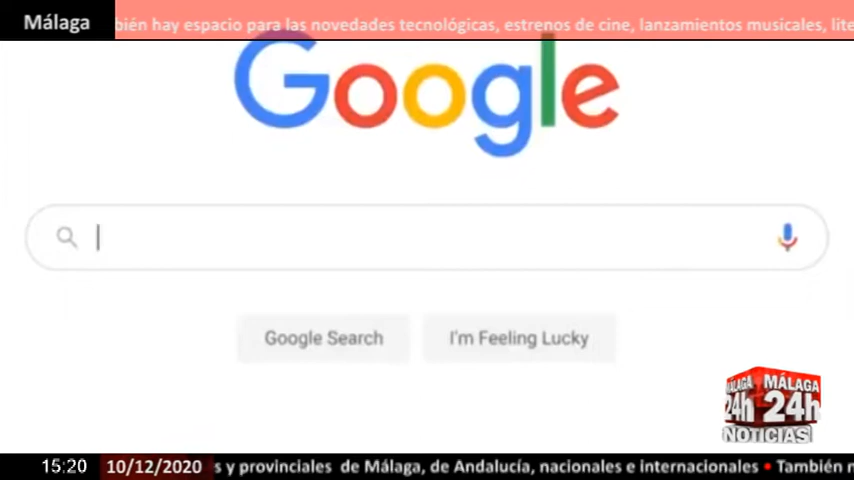 Málaga
bién hay espacio para las novedades tecnológicas, estrenos de cine, lanzamientos musicales, lite
Google
Google Search
I'm Feeling Lucky
MÁLAGA MÁLAGA
24h 24h
NOTICIAS
15:20 10/12/2020 s y provinciales de Málaga, de Andalucía, nacionales e internacionales • También n